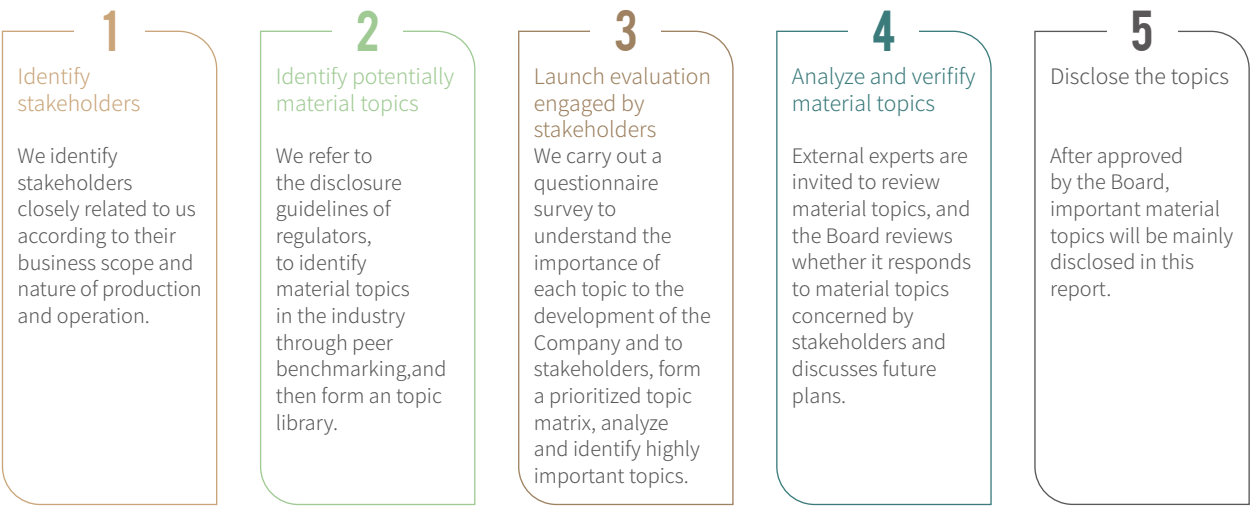 1
Identify
stakeholders
We identify
stakeholders
closely related to us
according to their
business scope and
nature of production
and operation.
2
Identify potentially
material topics
We refer to
the disclosure
guidelines of
regulators,
to identify
material topics
in the industry
through peer
benchmarking,and
then form an topic
library.
3
Launch evaluation
engaged by
stakeholders
We carry out a
questionnaire
survey to
understand the
importance of
each topic to the
development of the
Company and to
stakeholders, form
a prioritized topic
matrix, analyze
and identify highly
important topics.
4
Analyze and verifify
material topics
External experts are
invited to review
material topics, and
the Board reviews
whether it responds
to material topics
concerned by
stakeholders and
discusses future
plans.
5
Disclose the topics
After approved
by the Board,
important material
topics will be mainly
disclosed in this
report.